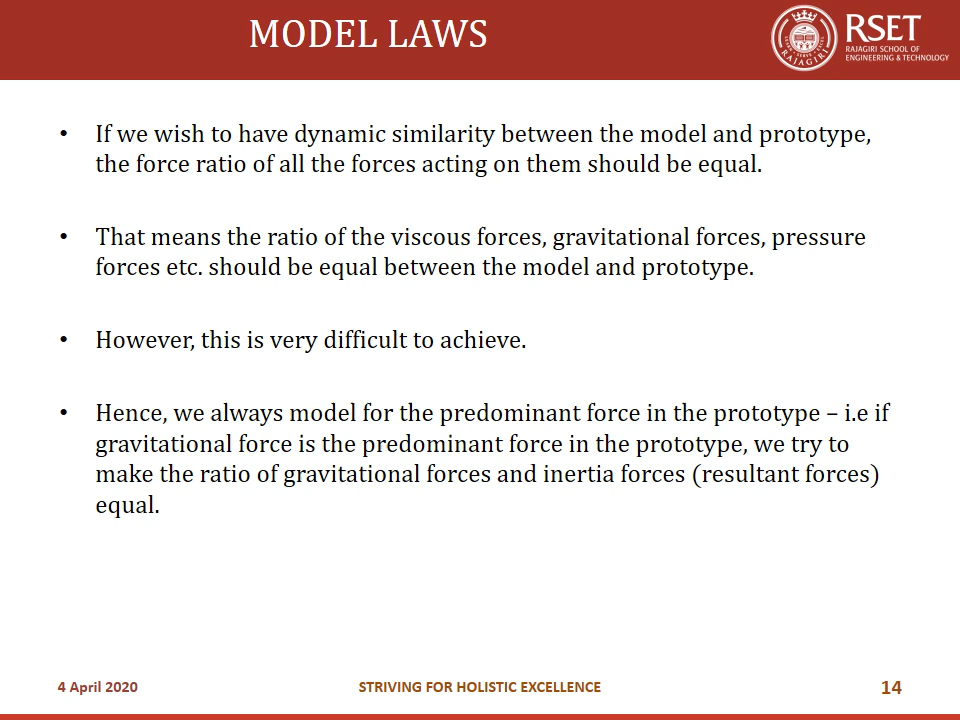 MODEL LAWS
RSET
RAJAGIRI SCHOOL OF
ENGINEERING & TECHNOLOGY
RAJAGIRI
• If we wish to have dynamic similarity between the model and prototype,
the force ratio of all the forces acting on them should be equal.
• That means the ratio of the viscous forces, gravitational forces, pressure
forces etc. should be equal between the model and prototype.
• However, this is very difficult to achieve.
• Hence, we always model for the predominant force in the prototype – i.e if
gravitational force is the predominant force in the prototype, we try to
make the ratio of gravitational forces and inertia forces (resultant forces)
equal.
4 April 2020
STRIVING FOR HOLISTIC EXCELLENCE
14